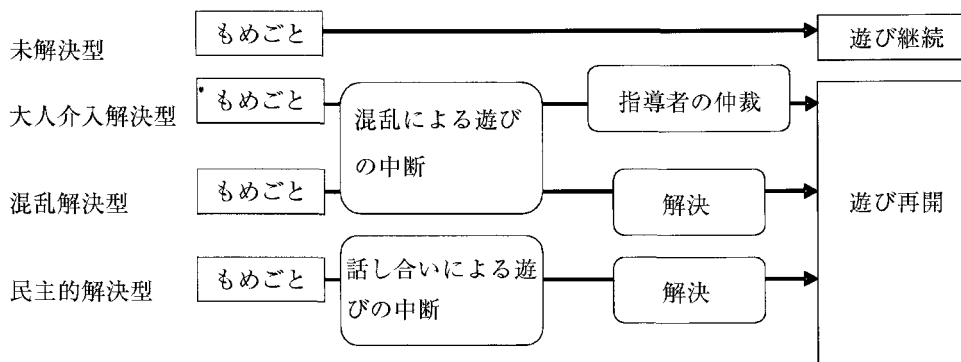 未解決型
もめごと
遊び継続
大人介入解決型
もめごと
混乱による遊び
の中断
指導者の仲裁
遊び再開
混乱解決型
もめごと
解決
民主的解決型
もめごと
話し合いによる遊
びの中断
解決